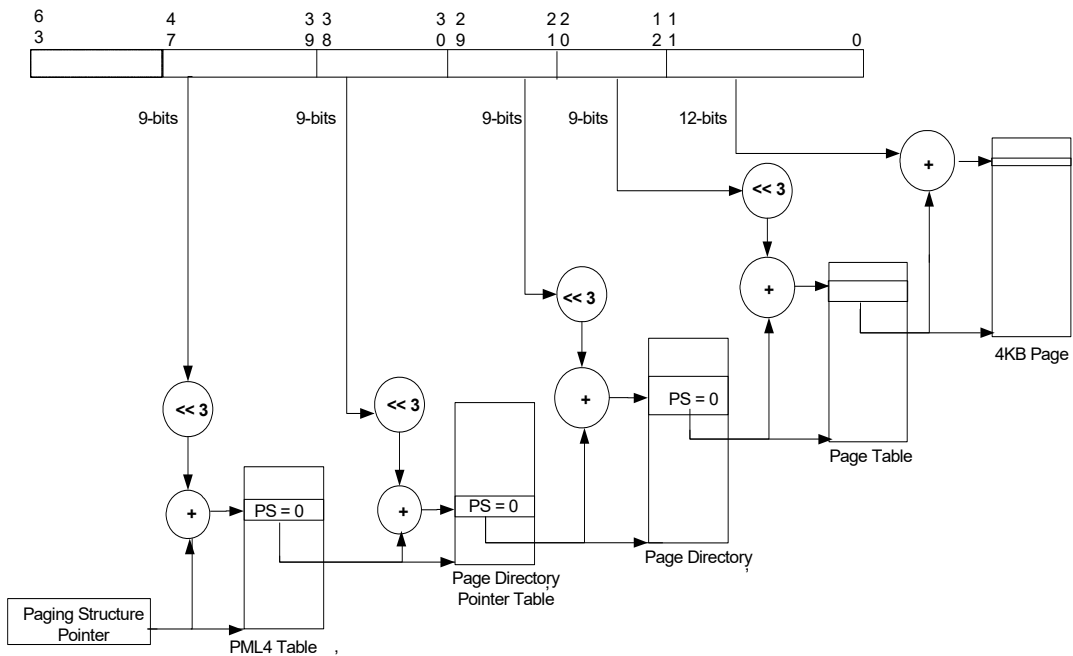 6 4 3 3 3 2 2 2 1 1
3 7 9 8 0 9 1 0 2 1 0
9-bits 9-bits 9-bits 9-bits 12-bits
+
<< 3
<< 3
+
4KB Page
<< 3
+
PS = 0
Page Table
<< 3
+
PS = 0
Page Directory,
<< 3
+
PS = 0
Page Directory,
Pointer Table
Paging Structure
Pointer
PML4 Table ,